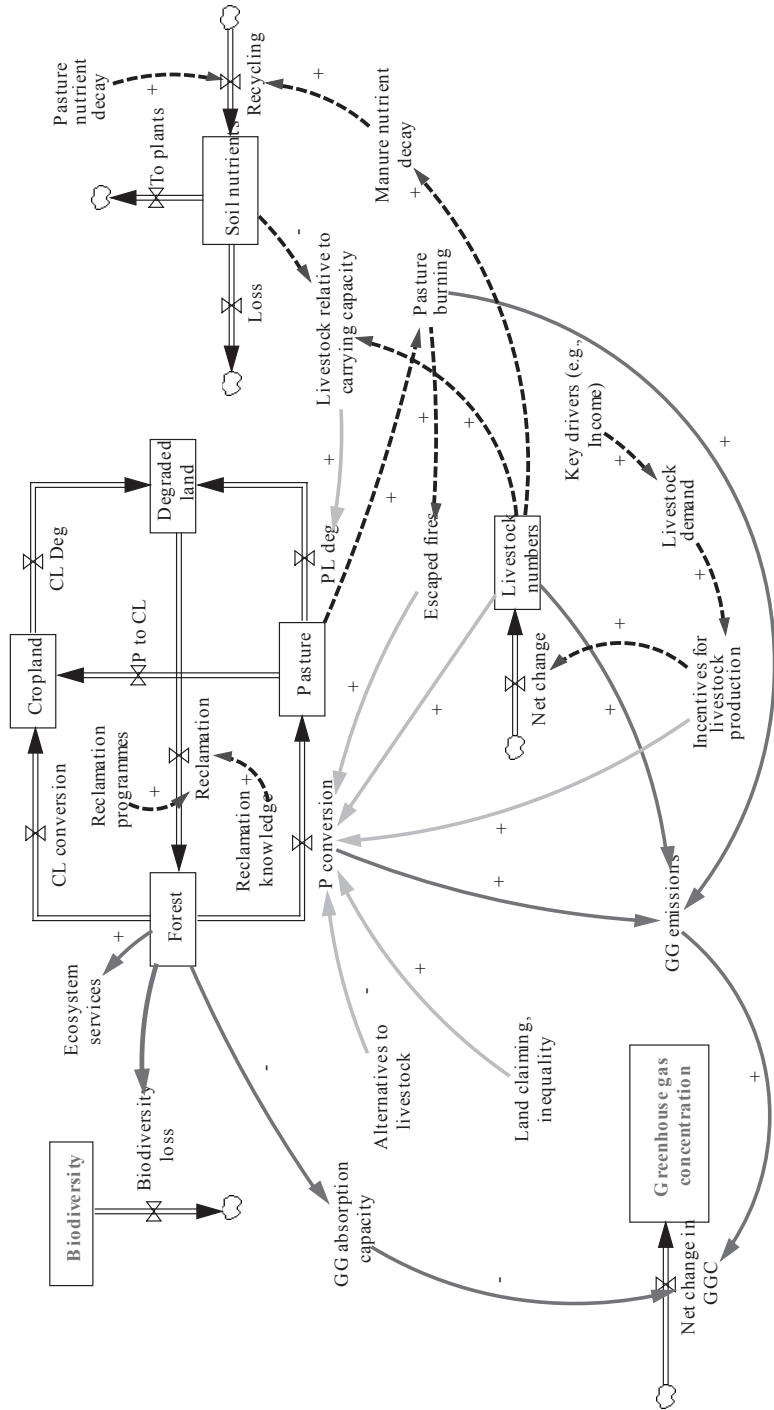 Biodiversity
Biodiversity
loss
Ecosystem
services
+
Forest
CL conversion
Cropland
CL Deg
Degraded
land
P to CL
Reclamation
programmes
+
Reclamation
Reclamation
knowledge
+
Pasture
PL deg
P conversion
Pasture
nutrient
decay
+
To plants
Recycling
Soil nutrients
Loss
+
Manure nutrient
decay
+
-
Livestock relative to
carrying capacity
+
Pasture
burning
+
+
+
Escaped fires
+
Livestock
numbers
+
Net change
+
Key drivers (e.g.,
Income)
+
Livestock
demand
+
Incentives for
livestock
production
+
+
+
+
GG emissions
Alternatives to
livestock
-
Land claiming,
inequality
+
-
GG absorption
capacity
-
Greenhouse gas
concentration
Net change in
GGC
+